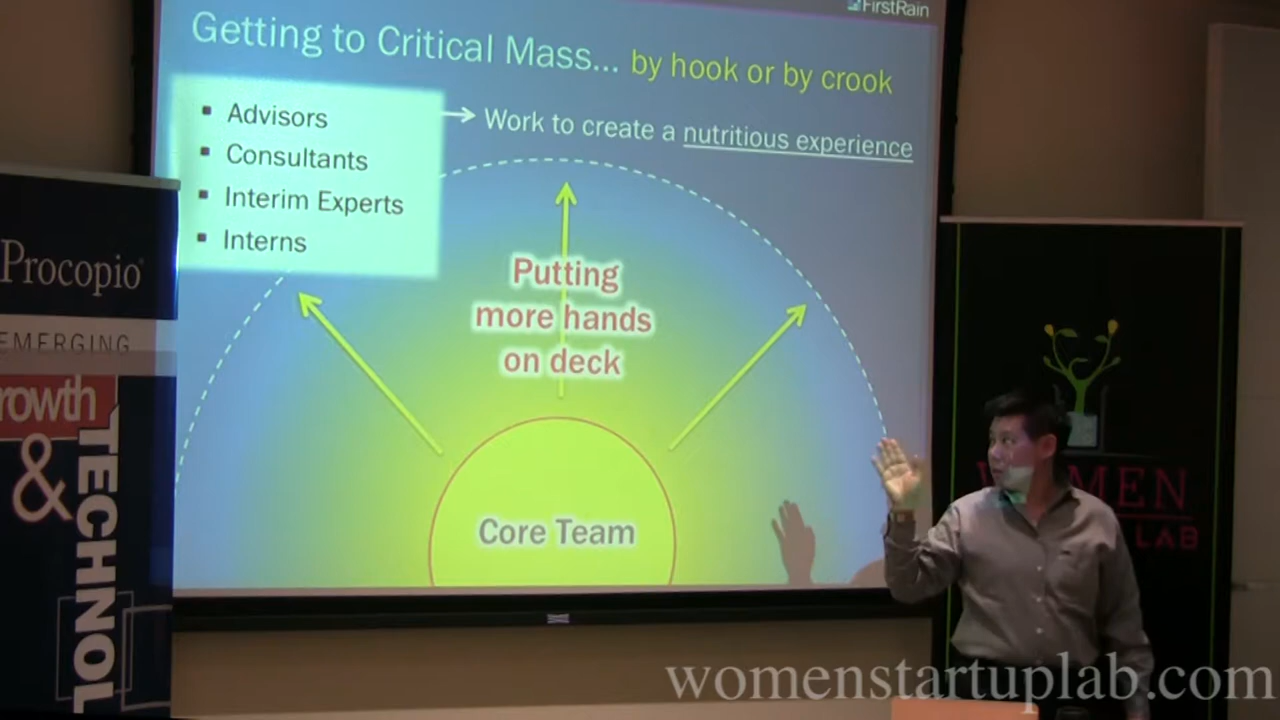 FirstRain
Getting to Critical Mass... by hook or by crook
▪ Advisors
▪ Consultants
▪ Interim Experts
▪ Interns
Work to create a nutritious experience
Putting
more hands
on deck
Core Team
Procopio
EMERGING
rowth
&
TECHNOL
WOMEN
LAB
womenstartuplab.com